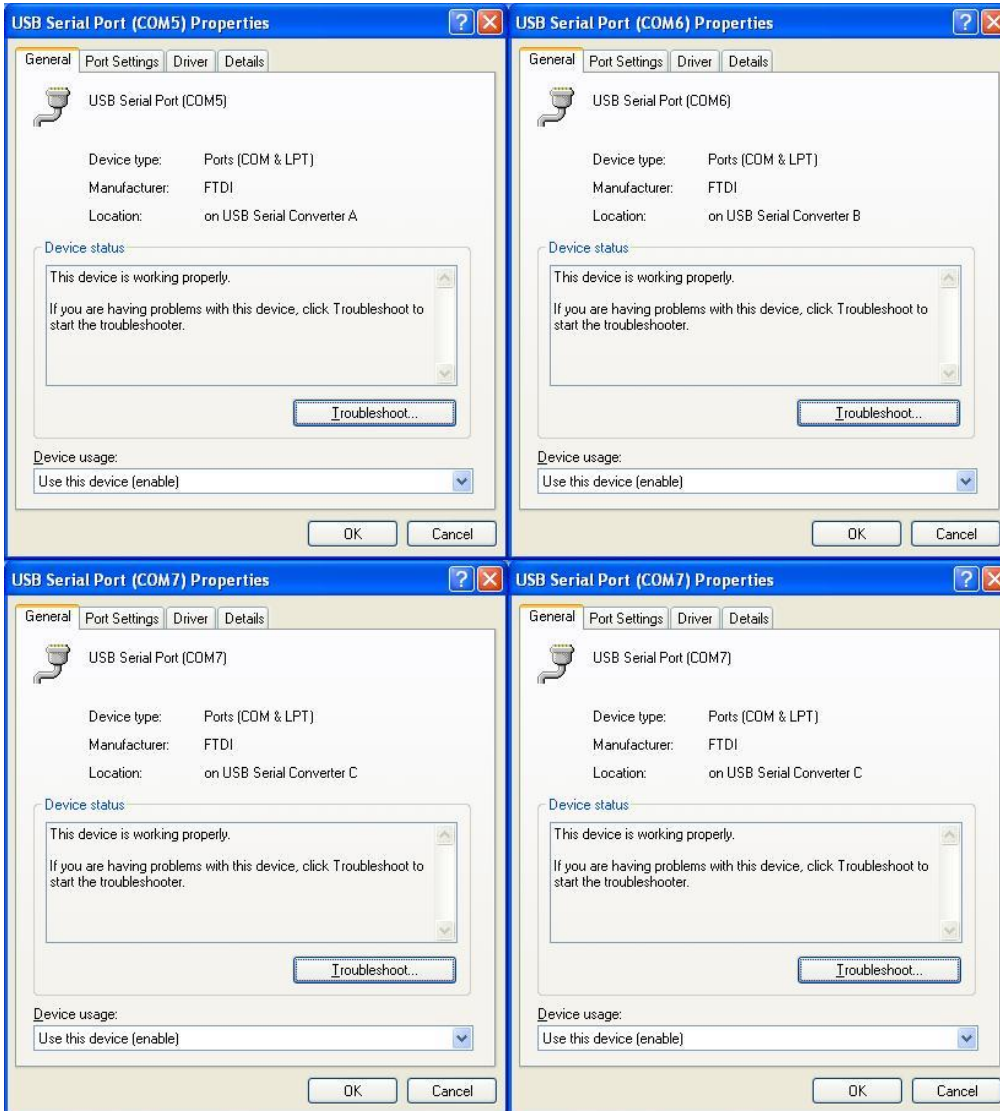 USB Serial Port (COM5) Properties
General Port Settings Driver Details
USB Serial Port (COM5)
Device type: Ports (COM & LPT)
Manufacturer: FTDI
Location: on USB Serial Converter A
Device status
This device is working properly.
If you are having problems with this device, click Troubleshoot to
start the troubleshooter.
Troubleshoot...
Device usage:
Use this device (enable)
OK Cancel
USB Serial Port (COM6) Properties
General Port Settings Driver Details
USB Serial Port (COM6)
Device type: Ports (COM & LPT)
Manufacturer: FTDI
Location: on USB Serial Converter B
Device status
This device is working properly.
If you are having problems with this device, click Troubleshoot to
start the troubleshooter.
Troubleshoot...
Device usage:
Use this device (enable)
OK Cancel
USB Serial Port (COM7) Properties
General Port Settings Driver Details
USB Serial Port (COM7)
Device type: Ports (COM & LPT)
Manufacturer: FTDI
Location: on USB Serial Converter C
Device status
This device is working properly.
If you are having problems with this device, click Troubleshoot to
start the troubleshooter.
Troubleshoot...
Device usage:
Use this device (enable)
OK Cancel
USB Serial Port (COM7) Properties
General Port Settings Driver Details
USB Serial Port (COM7)
Device type: Ports (COM & LPT)
Manufacturer: FTDI
Location: on USB Serial Converter C
Device status
This device is working properly.
If you are having problems with this device, click Troubleshoot to
start the troubleshooter.
Troubleshoot...
Device usage:
Use this device (enable)
OK Cancel